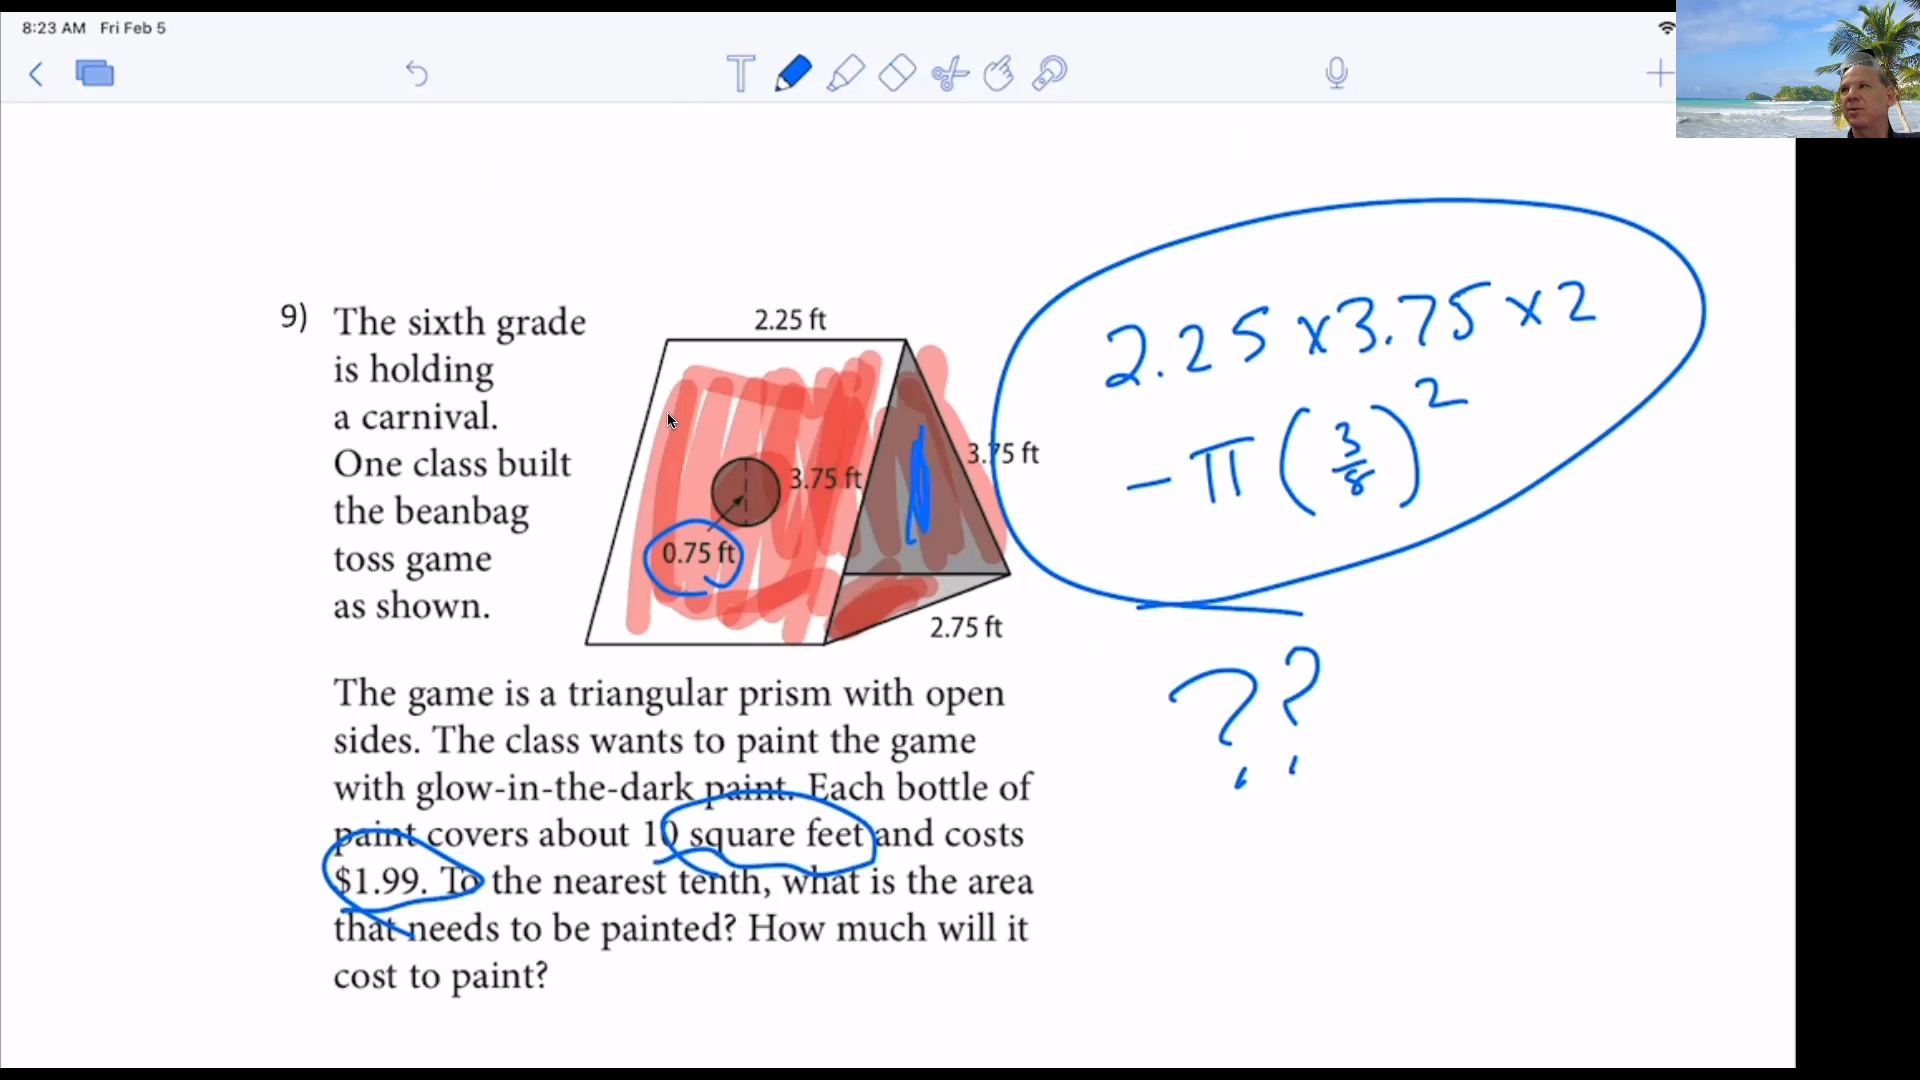 8:23 AM Fri Feb 5
T
9) The sixth grade
is holding
a carnival.
One class built
the beanbag
toss game
as shown.
2.25 ft
3.75 ft
3.75 ft
0.75 ft
2.75 ft
2.25 x 3.75 x 2
- π (3/8)²
??
The game is a triangular prism with open
sides. The class wants to paint the game
with glow-in-the-dark paint. Each bottle of
paint covers about 10 square feet and costs
$1.99. To the nearest tenth, what is the area
that needs to be painted? How much will it
cost to paint?